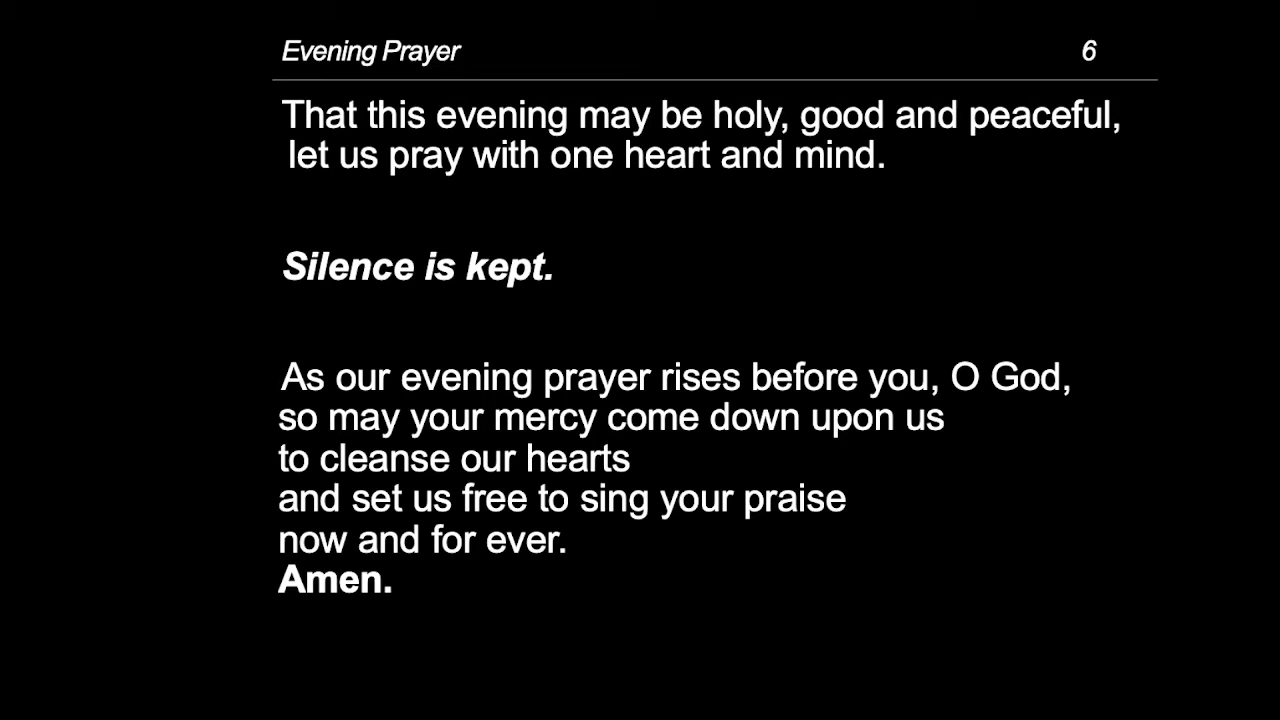 Evening Prayer 6
That this evening may be holy, good and peaceful,
let us pray with one heart and mind.
Silence is kept.
As our evening prayer rises before you, O God,
so may your mercy come down upon us
to cleanse our hearts
and set us free to sing your praise
now and for ever.
Amen.